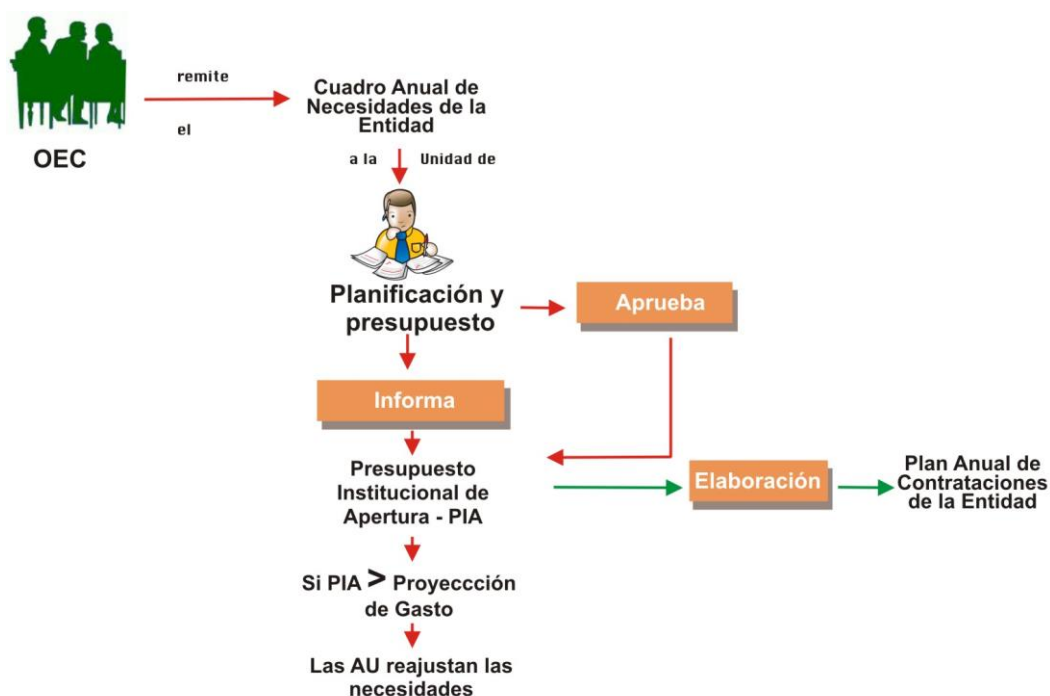 OEC
remite
el
Cuadro Anual de
Necesidades de la
Entidad
a la Unidad de
Planificación y
presupuesto
Aprueba
Informa
Presupuesto
Institucional de
Apertura - PIA
Elaboración
Plan Anual de
Contrataciones
de la Entidad
Si PIA > Proyeccción
de Gasto
Las AU reajustan las
necesidades